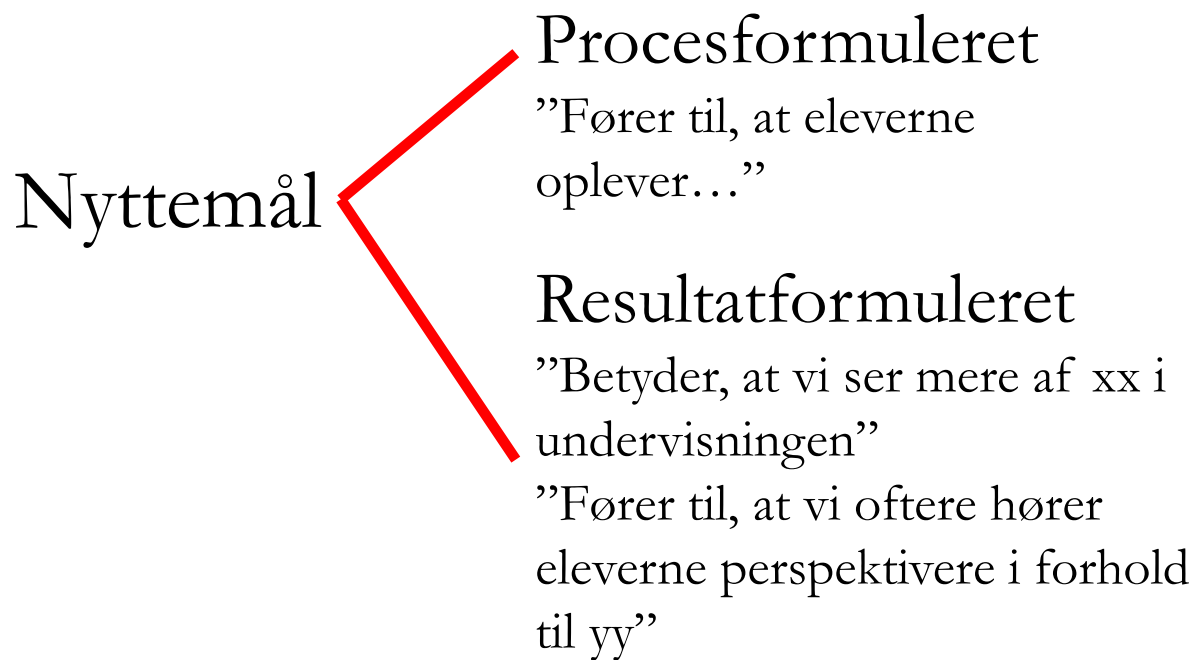 Nyttemål
Procesformuleret
”Fører til, at eleverne
oplever…”
Resultatformuleret
”Betyder, at vi ser mere af xx i
undervisningen”
”Fører til, at vi oftere hører
eleverne perspektivere i forhold
til yy”